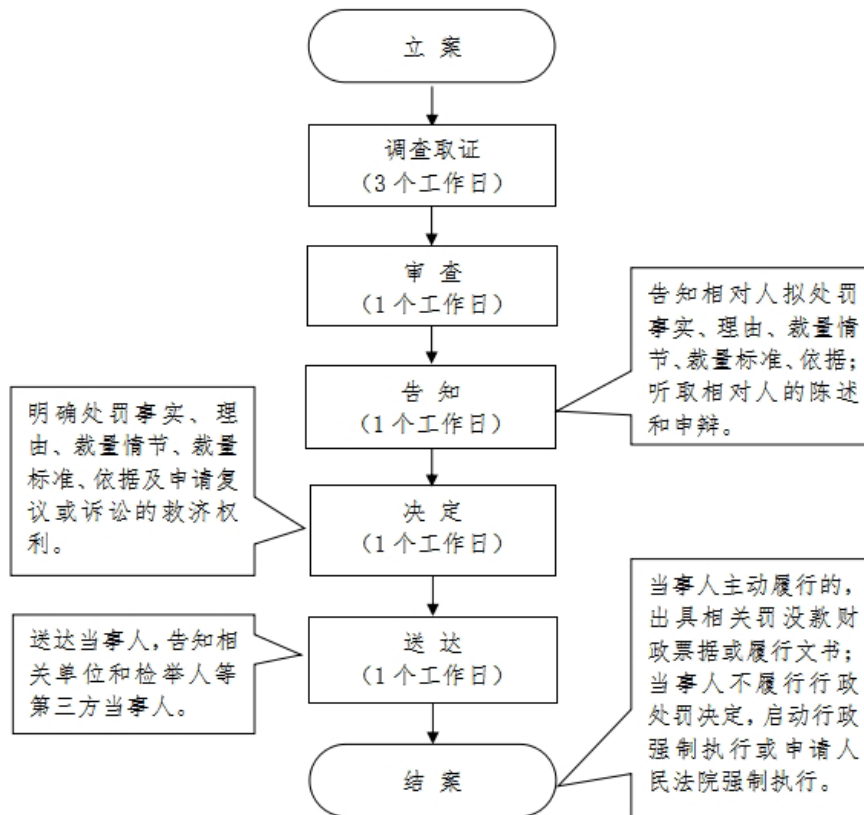 立 案
调查取证
（3 个工作日）
审 查
（1 个工作日）
告知相对人拟处罚
事实、理由、裁量情
节、裁量标准、依据；
听取相对人的陈述
和申辩。
告 知
（1 个工作日）
明确处罚事实、理
由、裁量情节、裁量
标准、依据及申请复
议或诉讼的救济权
利。
决 定
（1 个工作日）
送达当事人，告知相
关单位和检举人等
第三方当事人。
送 达
（1 个工作日）
当事人主动履行的，
出具相关罚没款财
政票据或履行文书；
当事人不履行行政
处罚决定，启动行政
强制执行或申请人
民法院强制执行。
结 案